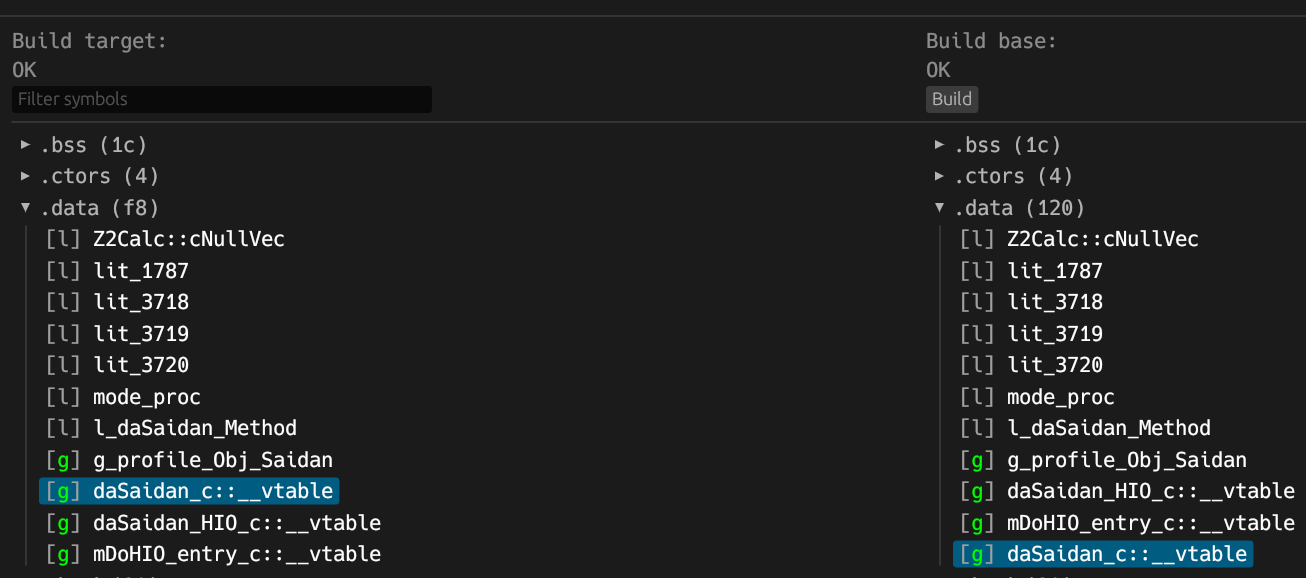 Build target:
OK
Filter symbols
▶ .bss (1c)
▶ .ctors (4)
▼ .data (f8)
[l] Z2Calc::cNullVec
[l] lit_1787
[l] lit_3718
[l] lit_3719
[l] lit_3720
[l] mode_proc
[l] l_daSaidan_Method
[g] g_profile_Obj_Saidan
[g] daSaidan_c::__vtable
[g] daSaidan_HIO_c::__vtable
[g] mDoHIO_entry_c::__vtable
Build base:
OK
Build
▶ .bss (1c)
▶ .ctors (4)
▼ .data (120)
[l] Z2Calc::cNullVec
[l] lit_1787
[l] lit_3718
[l] lit_3719
[l] lit_3720
[l] mode_proc
[l] l_daSaidan_Method
[g] g_profile_Obj_Saidan
[g] daSaidan_HIO_c::__vtable
[g] mDoHIO_entry_c::__vtable
[g] daSaidan_c::__vtable